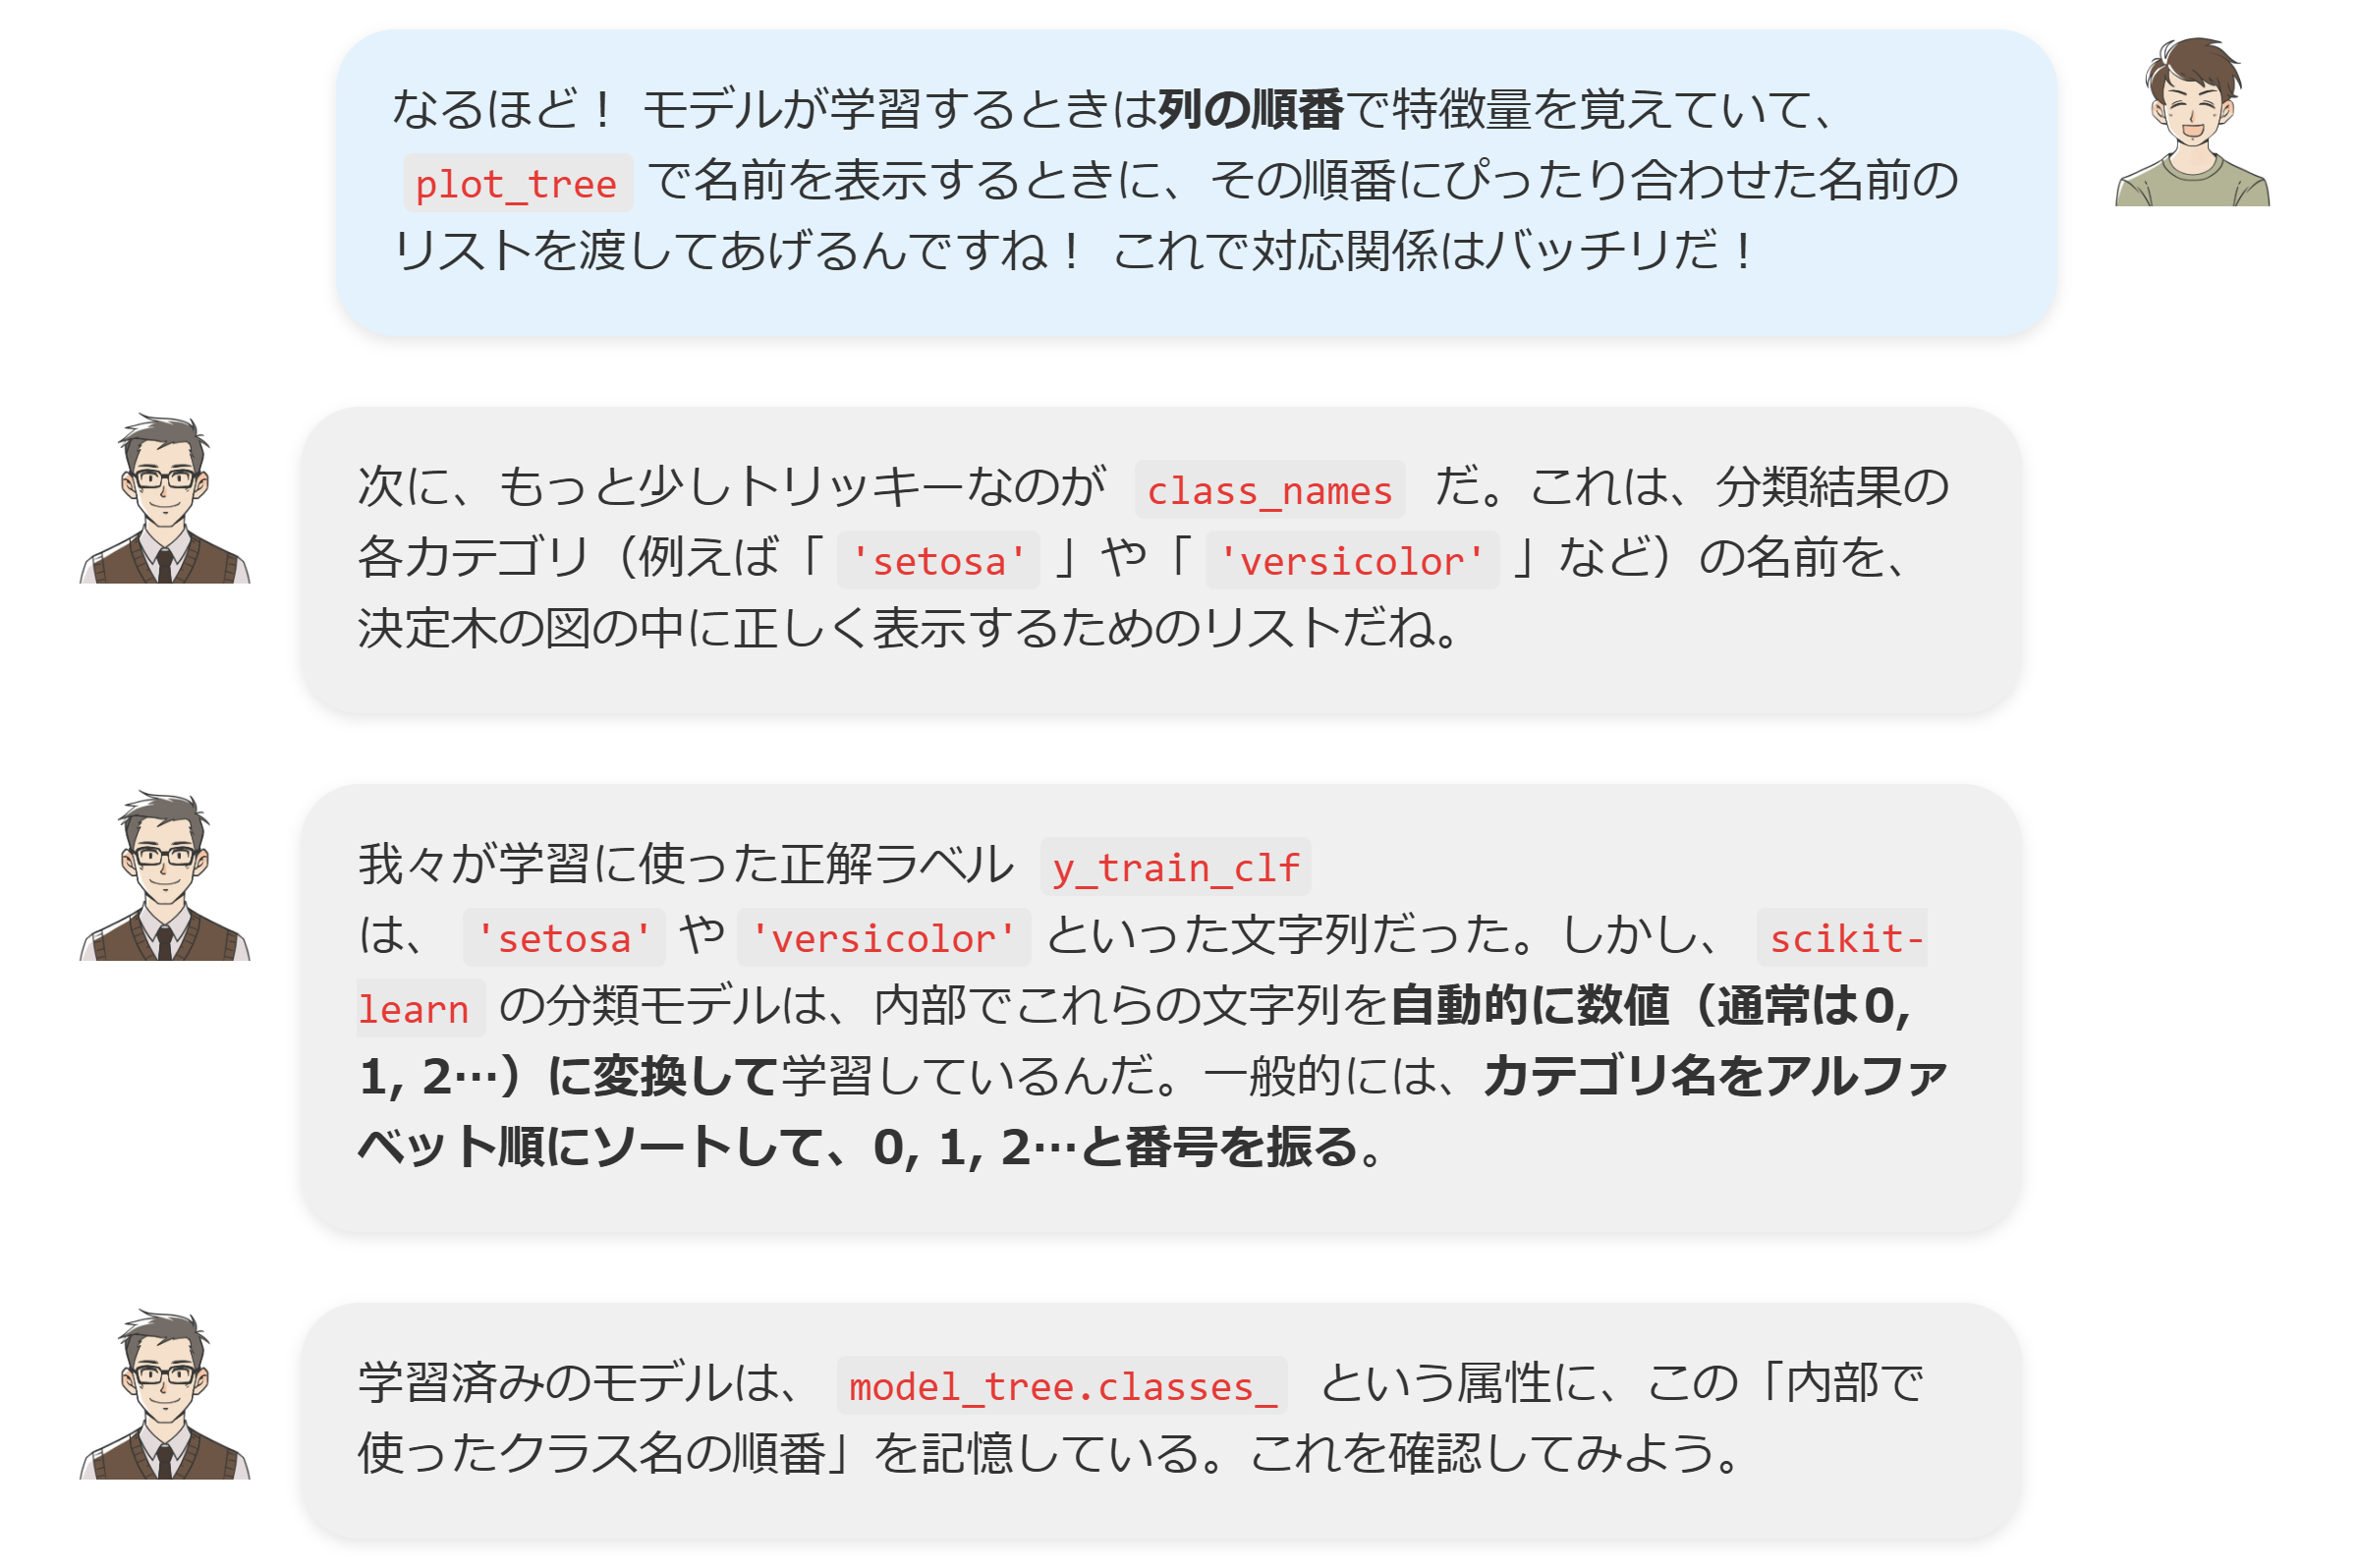 なるほど！ モデルが学習するときは列の順番で特徴量を覚えていて、
plot_tree で名前を表示するときに、その順番にぴったり合わせた名前の
リストを渡してあげるんですね！ これで対応関係はバッチリだ！
次に、もっと少しトリッキーなのが class_names だ。これは、分類結果の
各カテゴリ（例えば「 'setosa' 」や「 'versicolor' 」など）の名前を、
決定木の図の中に正しく表示するためのリストだね。
我々が学習に使った正解ラベル y_train_clf
は、 'setosa' や 'versicolor' といった文字列だった。しかし、 scikit-
learn の分類モデルは、内部でこれらの文字列を自動的に数値（通常は0,
1, 2…）に変換して学習しているんだ。一般的には、カテゴリ名をアルファ
ベット順にソートして、0, 1, 2…と番号を振る。
学習済みのモデルは、 model_tree.classes_ という属性に、この「内部で
使ったクラス名の順番」を記憶している。これを確認してみよう。